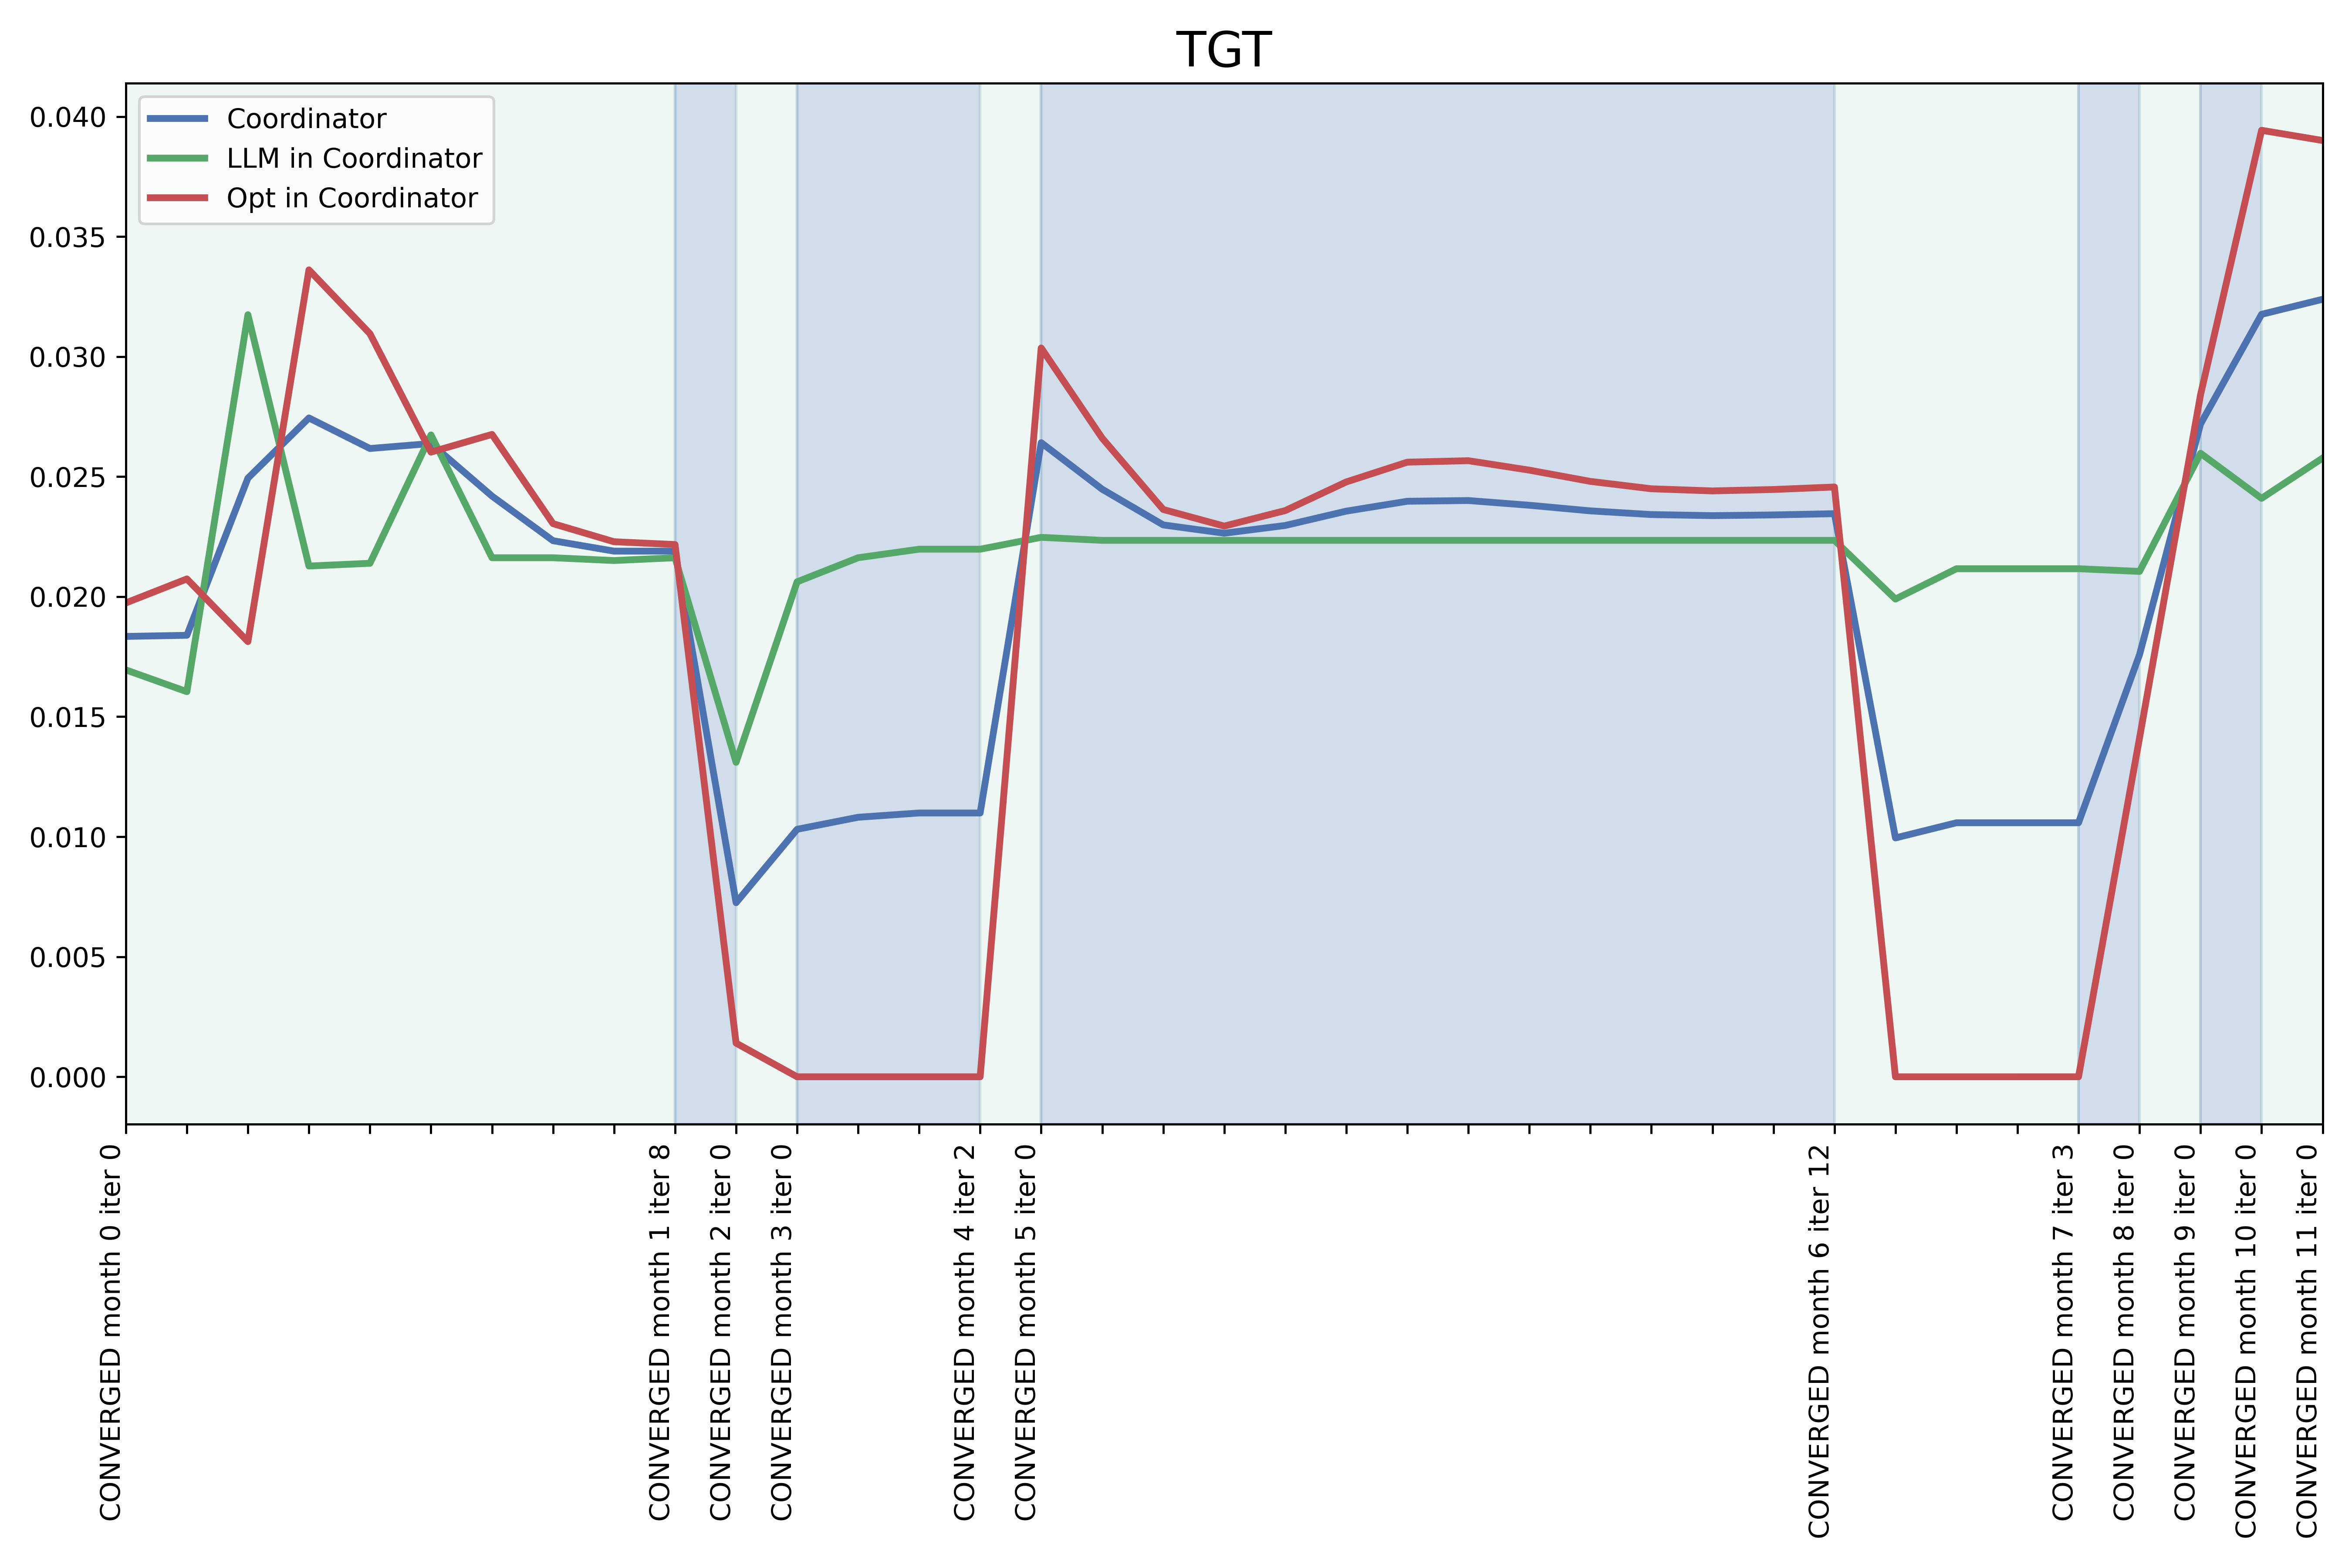 TGT
Coordinator
LLM in Coordinator
Opt in Coordinator
0.040
0.035
0.030
0.025
0.020
0.015
0.010
0.005
0.000
CONVERGED month 0 iter 0
CONVERGED month 1 iter 8
CONVERGED month 2 iter 0
CONVERGED month 3 iter 0
CONVERGED month 4 iter 2
CONVERGED month 5 iter 0
CONVERGED month 6 iter 12
CONVERGED month 7 iter 3
CONVERGED month 8 iter 0
CONVERGED month 9 iter 0
CONVERGED month 10 iter 0
CONVERGED month 11 iter 0